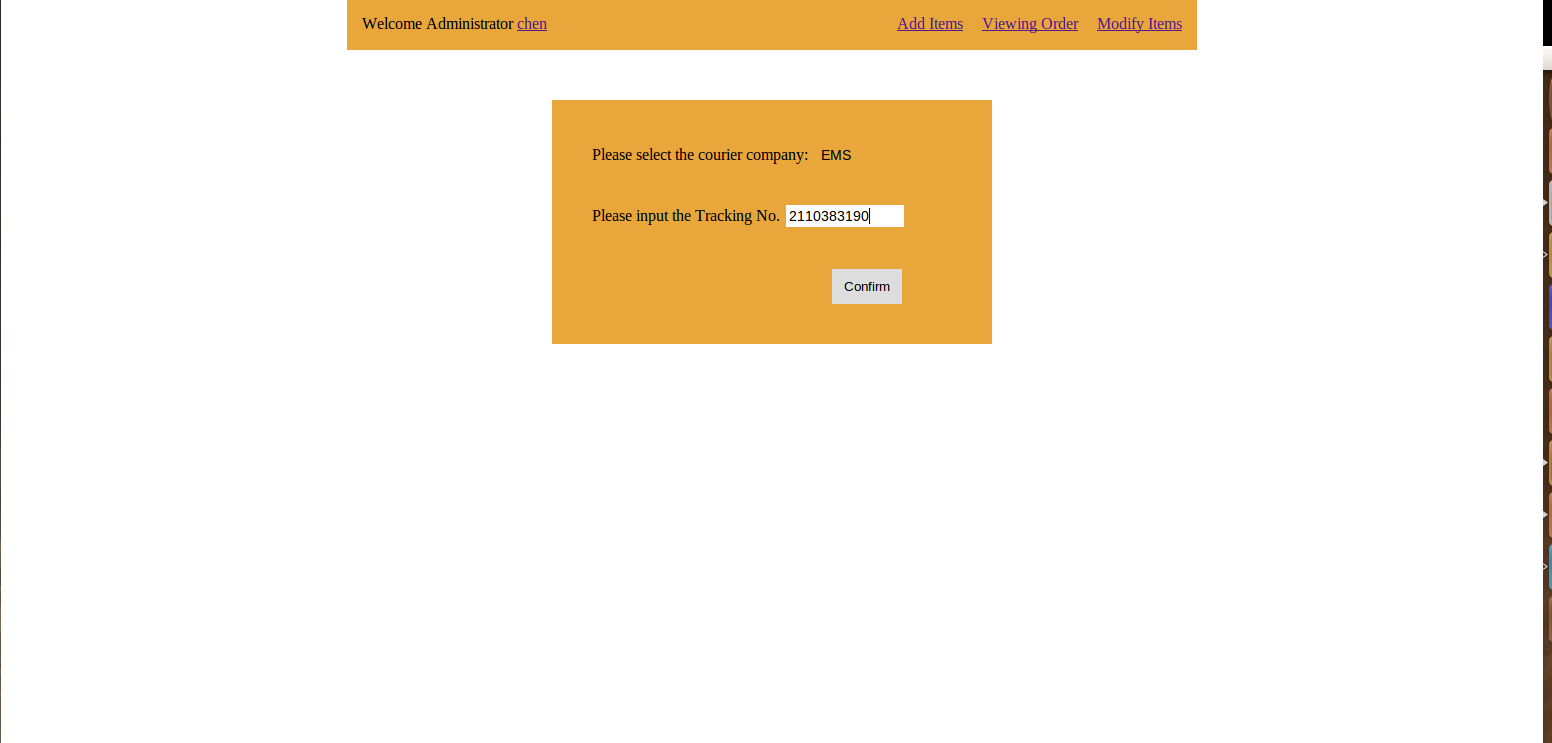 Welcome Administrator chen Add Items Viewing Order Modify Items
Please select the courier company: EMS
Please input the Tracking No. 2110383190
Confirm